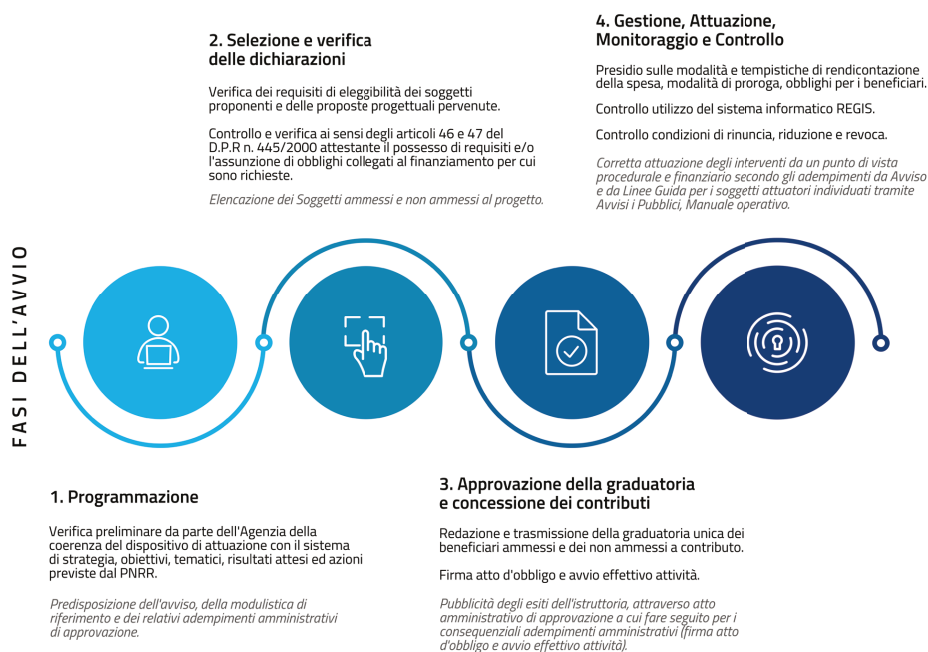 FASI DELL'AVVIO
1. Programmazione
Verifica preliminare da parte dell'Agenzia della
coerenza del dispositivo di attuazione con il sistema
di strategia, obiettivi, tematici, risultati attesi ed azioni
previste dal PNRR.
Predisposizione dell'avviso, della modulistica di
riferimento e dei relativi adempimenti amministrativi
di approvazione.
2. Selezione e verifica
delle dichiarazioni
Verifica dei requisiti di eleggibilità dei soggetti
proponenti e delle proposte progettuali pervenute.
Controllo e verifica ai sensi degli articoli 46 e 47 del
D.P.R n. 445/2000 attestante il possesso di requisiti e/o
l'assunzione di obblighi collegati al finanziamento per cui
sono richieste.
Elencazione dei Soggetti ammessi e non ammessi al progetto.
3. Approvazione della graduatoria
e concessione dei contributi
Redazione e trasmissione della graduatoria unica dei
beneficiari ammessi e dei non ammessi a contributo.
Firma atto d'obbligo e avvio effettivo attività.
Pubblicità degli esiti dell'istruttoria, attraverso atto
amministrativo di approvazione a cui fare seguito per i
consequenziali adempimenti amministrativi (firma atto
d'obbligo e avvio effettivo attività).
4. Gestione, Attuazione,
Monitoraggio e Controllo
Presidio sulle modalità e tempistiche di rendicontazione
della spesa, modalità di proroga, obblighi per i beneficiari.
Controllo utilizzo del sistema informatico REGIS.
Controllo condizioni di rinuncia, riduzione e revoca.
Corretta attuazione degli interventi da un punto di vista
procedurale e finanziario secondo gli adempimenti da Avviso
e da Linee Guida per i soggetti attuatori individuati tramite
Avvisi i Pubblici, Manuale operativo.